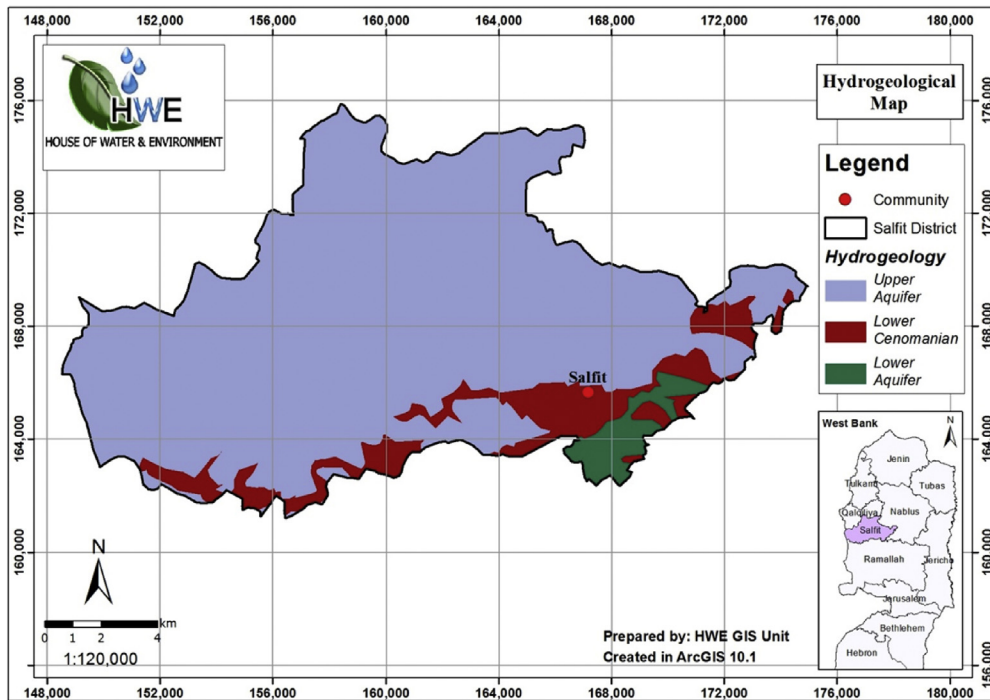 148,000 152,000 156,000 160,000 164,000 168,000 172,000 176,000 180,000
HWE
HOUSE OF WATER & ENVIRONMENT
Hydrogeological
Map
Legend
Community
Salfit District
Hydrogeology
Upper
Aquifer
Lower
Cenomanian
Lower
Aquifer
176,000
172,000
168,000
164,000
160,000
176,000
172,000
168,000
164,000
160,000
156,000
Salfit
West Bank
N
Jenin
Tulkarm
Tubas
Qalqiliya
Nablus
Salfit
Ramallah
Jericho
Jerusalem
Bethlehem
Hebron
N
km
0 1 2 4
1:120,000
Prepared by: HWE GIS Unit
Created in ArcGIS 10.1
148,000 152,000 156,000 160,000 164,000 168,000 172,000 176,000 180,000